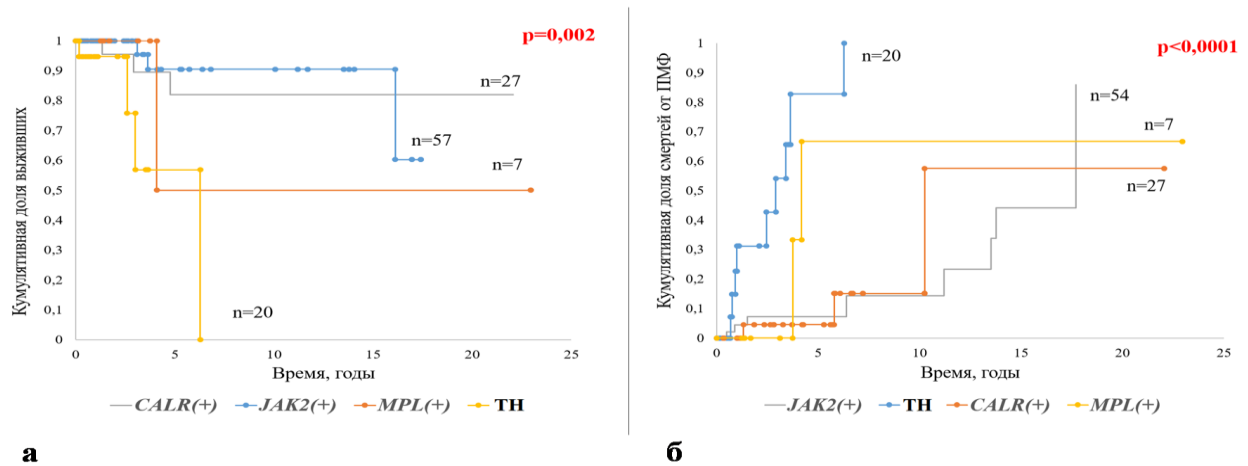 p=0,002
Кумулятивная доля выживших
1
0,9
0,8
0,7
0,6
0,5
0,4
0,3
0,2
0,1
0
n=27
n=57
n=7
n=20
0 5 10 15 20 25
Время, годы
CALR(+) JAK2(+) MPL(+) ТН
а
p<0,0001
Кумулятивная доля смертей от ПМФ
1
0,9
0,8
0,7
0,6
0,5
0,4
0,3
0,2
0,1
0
n=20
n=54
n=7
n=27
0 5 10 15 20 25
Время, годы
JAK2(+) ТН CALR(+) MPL(+)
б